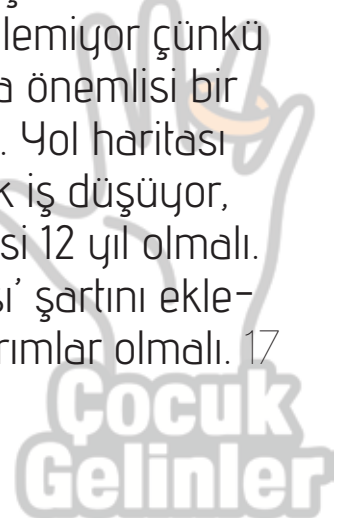 lemiyor çünkü
a önemlisi bir
. Yol haritası
k iş düşüyor,
si 12 yıl olmalı.
ı’ şartını ekle-
rımlar olmalı. 17
Çocuk
Gelinler